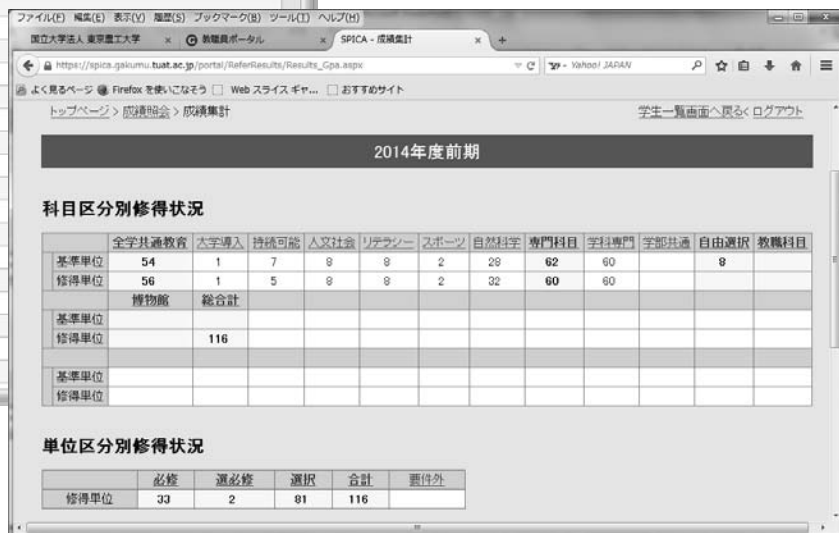 ファイル(F) 編集(E) 表示(V) 履歴(S) ブックマーク(B) ツール(T) ヘルプ(H)
国立大学法人 東京農工大学 × 教職員ポータル × SPICA - 成績集計 × +
https://spica.gakumu.tuat.ac.jp/portal/ReferResults/Results_Gpa.aspx Yahoo! JAPAN
よく見るページ Firefox を使いこなそう Web スライス ギャ... おすすめサイト
トップページ > 成績照会 > 成績集計 学生一覧画面へ戻る< ログアウト
2014年度前期
科目区分別修得状況
全学共通教育 大学導入 持続可能 人文社会 リテラシー スポーツ 自然科学 専門科目 学科専門 学部共通 自由選択 教職科目
基準単位 54 1 7 8 8 2 28 62 60 8
修得単位 56 1 5 8 8 2 32 60 60
博物館 総合計
基準単位
修得単位 116
基準単位
修得単位
単位区分別修得状況
必修 選必修 選択 合計 要件外
修得単位 33 2 81 116